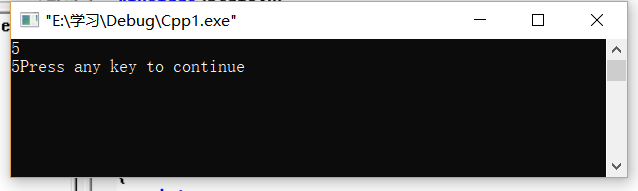 "E:\学习\Debug\Cpp1.exe"
5
5Press any key to continue